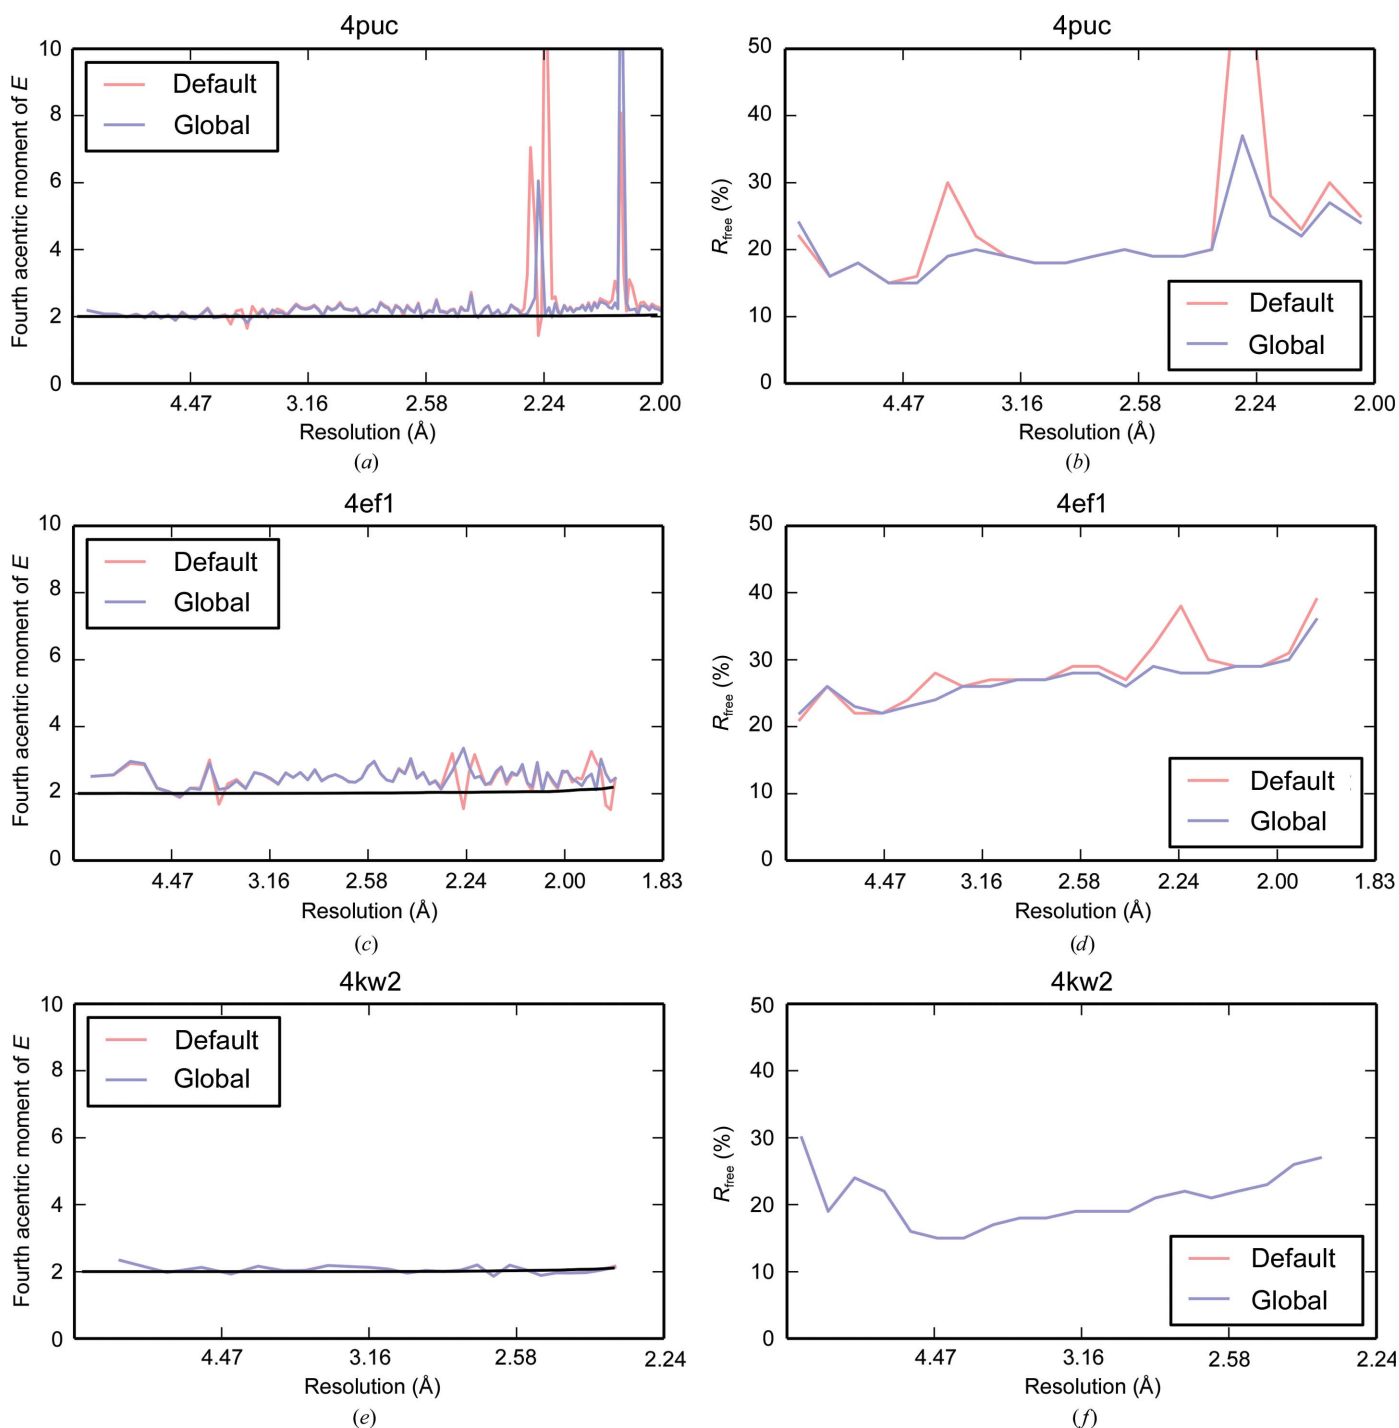 4puc
10
8
6
4
2
0
Fourth acentric moment of E
Default
Global
4.47 3.16 2.58 2.24 2.00
Resolution (Å)
(a)
4puc
50
40
30
20
10
0
Rfree (%)
Default
Global
4.47 3.16 2.58 2.24 2.00
Resolution (Å)
(b)
4ef1
10
8
6
4
2
0
Fourth acentric moment of E
Default
Global
4.47 3.16 2.58 2.24 2.00 1.83
Resolution (Å)
(c)
4ef1
50
40
30
20
10
0
Rfree (%)
Default
Global
4.47 3.16 2.58 2.24 2.00 1.83
Resolution (Å)
(d)
4kw2
10
8
6
4
2
0
Fourth acentric moment of E
Default
Global
4.47 3.16 2.58 2.24
Resolution (Å)
(e)
4kw2
50
40
30
20
10
0
Rfree (%)
Default
Global
4.47 3.16 2.58 2.24
Resolution (Å)
(f)